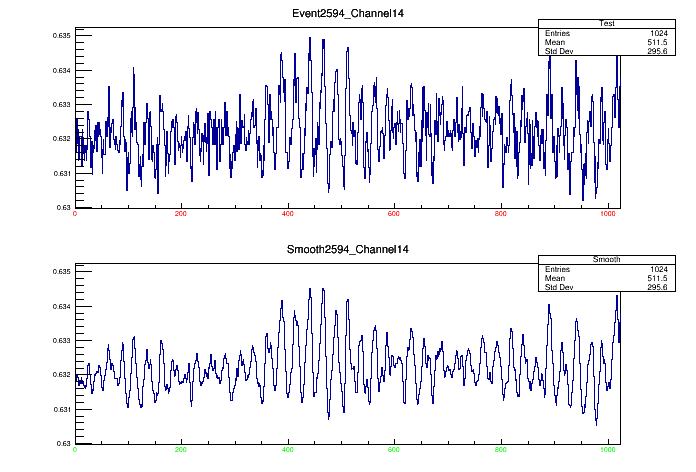 Event2594_Channel14
Test
Entries 1024
Mean 511.5
Std Dev 295.6
0.635
0.634
0.633
0.632
0.631
0.63
0 200 400 600 800 1000
Smooth2594_Channel14
Smooth
Entries 1024
Mean 511.5
Std Dev 295.6
0.635
0.634
0.633
0.632
0.631
0.63
0 200 400 600 800 1000